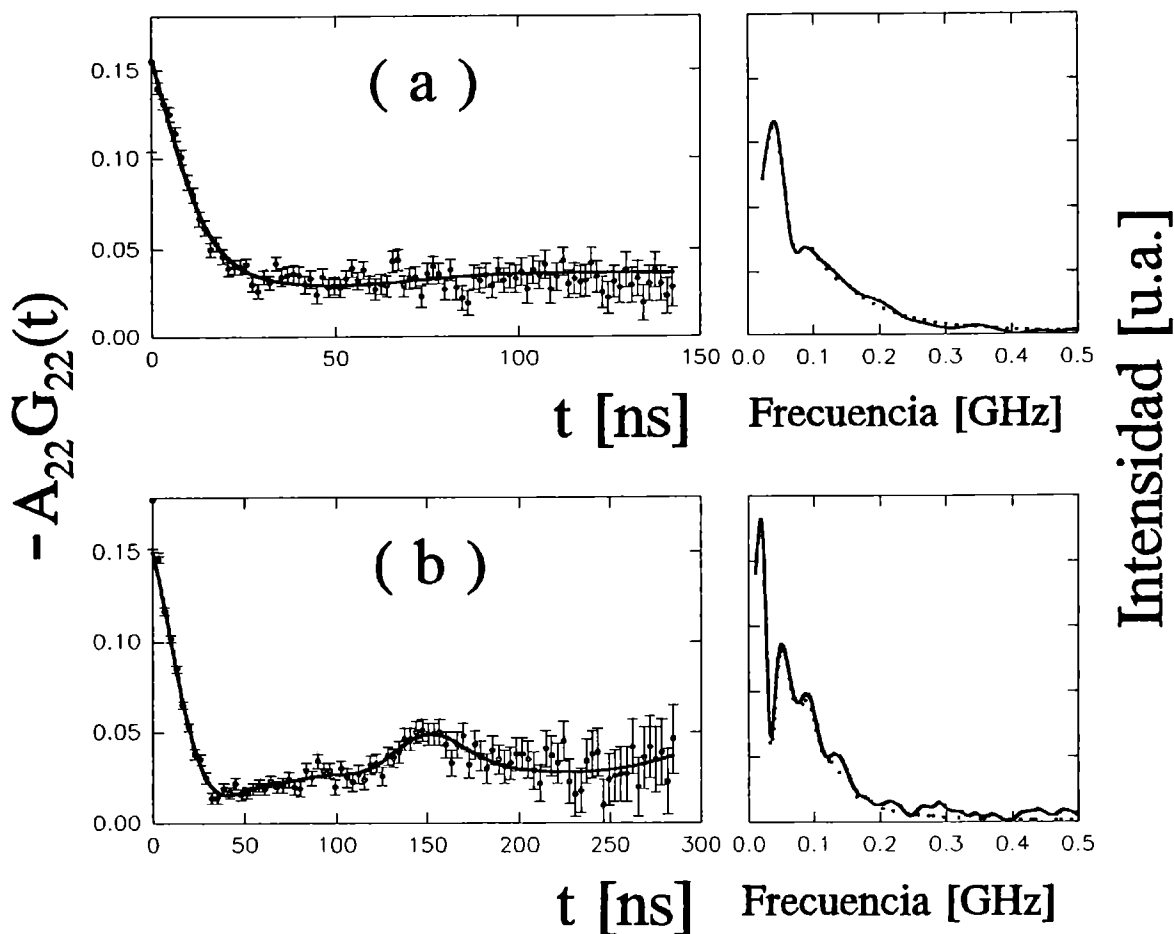 − A₂₂G₂₂(t)
( a )
0.15
0.10
0.05
0.00
0 50 100 150
t [ns]
0.0 0.1 0.2 0.3 0.4 0.5
Frecuencia [GHz]
Intensidad [u.a.]
( b )
0.15
0.10
0.05
0.00
0 50 100 150 200 250 300
t [ns]
0.0 0.1 0.2 0.3 0.4 0.5
Frecuencia [GHz]